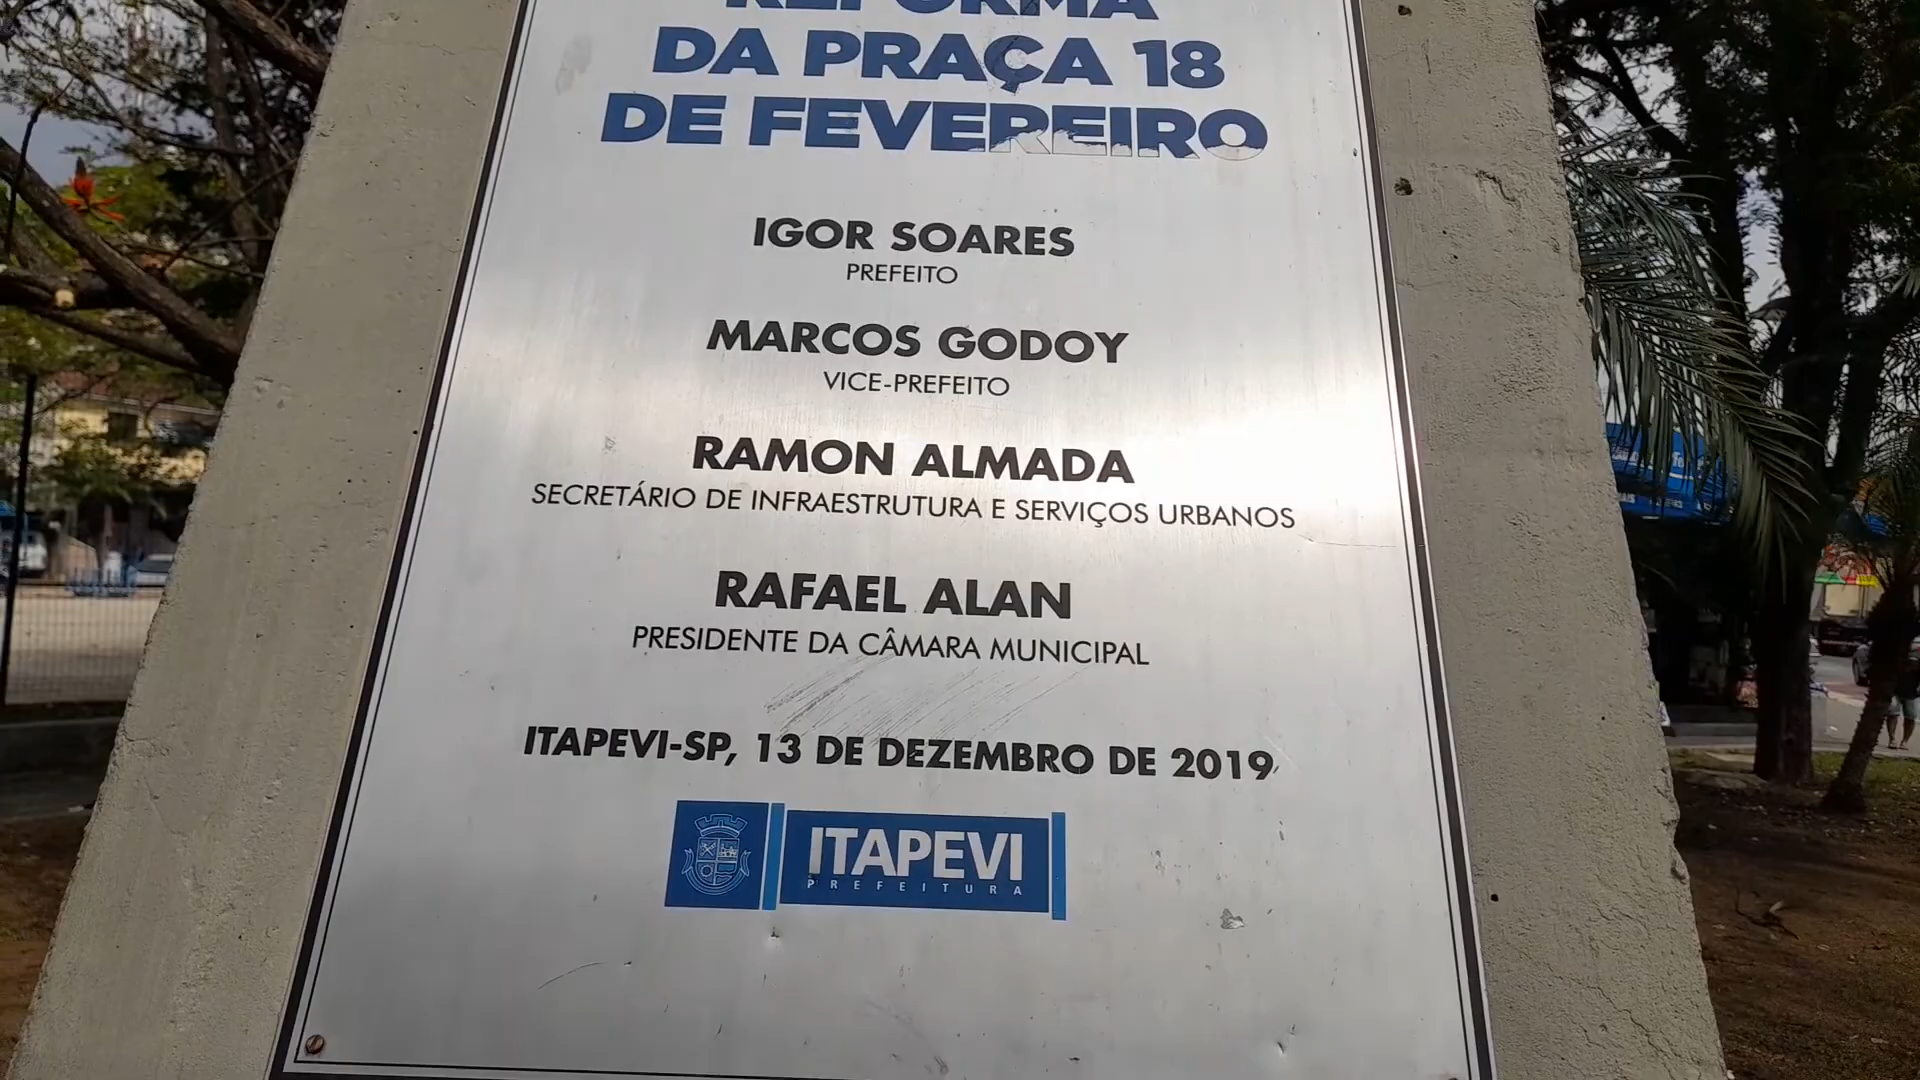 REFORMA
DA PRAÇA 18
DE FEVEREIRO
IGOR SOARES
PREFEITO
MARCOS GODOY
VICE-PREFEITO
RAMON ALMADA
SECRETÁRIO DE INFRAESTRUTURA E SERVIÇOS URBANOS
RAFAEL ALAN
PRESIDENTE DA CÂMARA MUNICIPAL
ITAPEVI-SP, 13 DE DEZEMBRO DE 2019
ITAPEVI
PREFEITURA